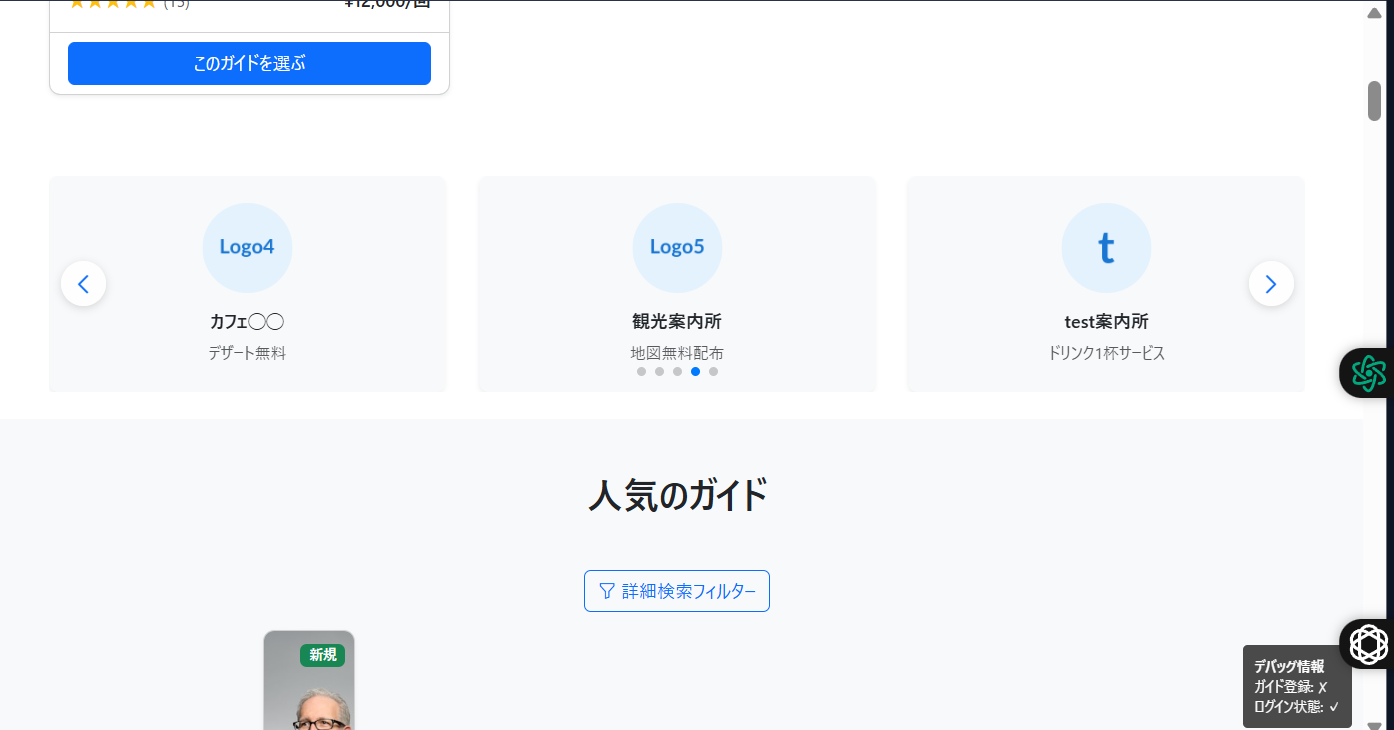 (15)
¥12,000/回
このガイドを選ぶ
Logo4
カフェ◯◯
デザート無料
Logo5
観光案内所
地図無料配布
t
test案内所
ドリンク1杯サービス
人気のガイド
詳細検索フィルター
新規
デバッグ情報
ガイド登録: ✗
ログイン状態: ✓